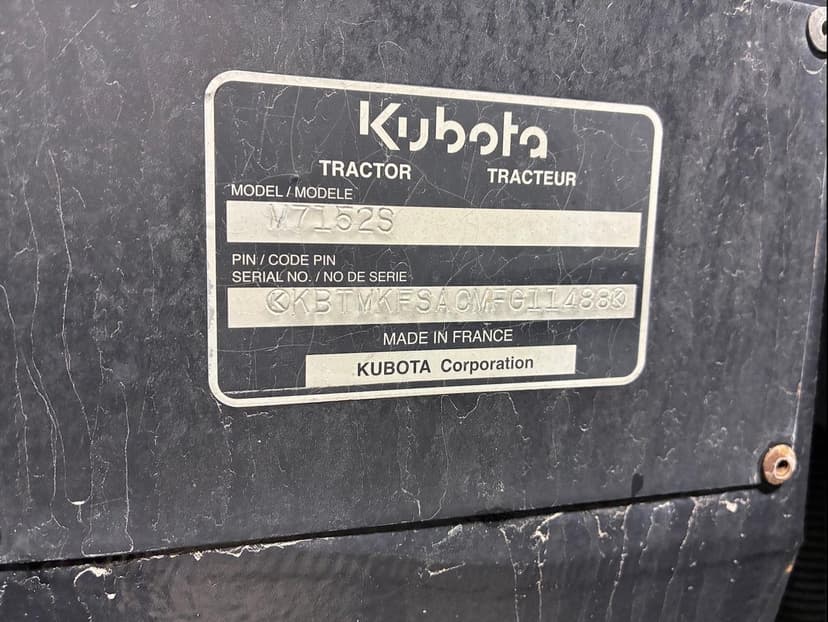 Kubota
TRACTOR TRACTEUR
MODEL / MODELE
M7152S
PIN / CODE PIN
SERIAL NO. / NO DE SERIE
ⓀKBTMKFSACMFG11488Ⓚ
MADE IN FRANCE
KUBOTA Corporation